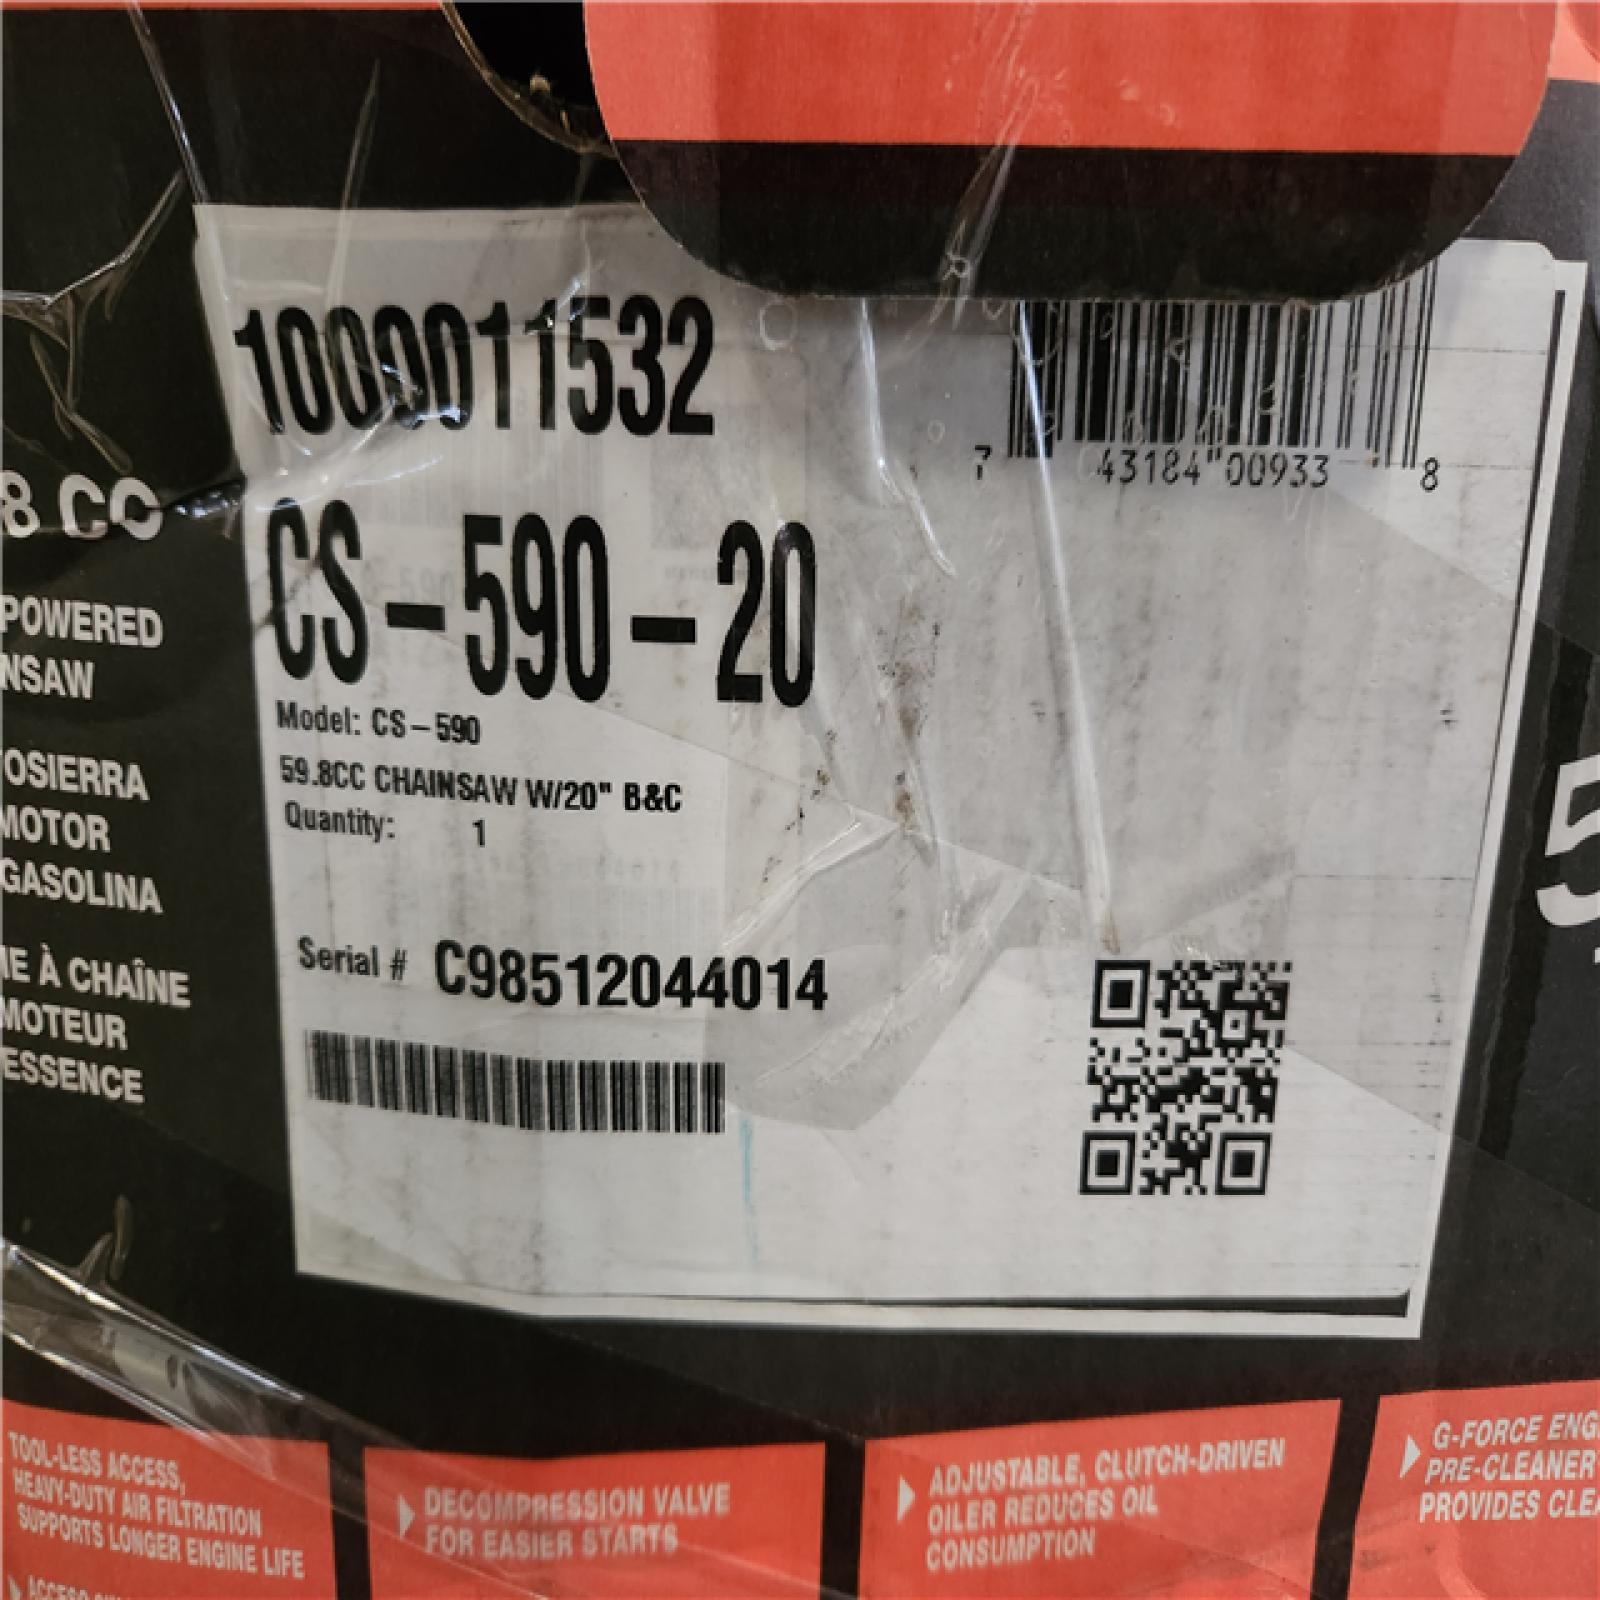 1000011532
7 43184 00933 8
CS-590-20
Model: CS-590
59.8CC CHAINSAW W/20" B&C
Quantity: 1
Serial # C98512044014
8 CC
POWERED
NSAW
OSIERRA
MOTOR
GASOLINA
ME À CHAÎNE
MOTEUR
ESSENCE
5
TOOL-LESS ACCESS,
HEAVY-DUTY AIR FILTRATION
SUPPORTS LONGER ENGINE LIFE
DECOMPRESSION VALVE
FOR EASIER STARTS
ADJUSTABLE, CLUTCH-DRIVEN
OILER REDUCES OIL
CONSUMPTION
G-FORCE ENG
PRE-CLEANER
PROVIDES CLEA